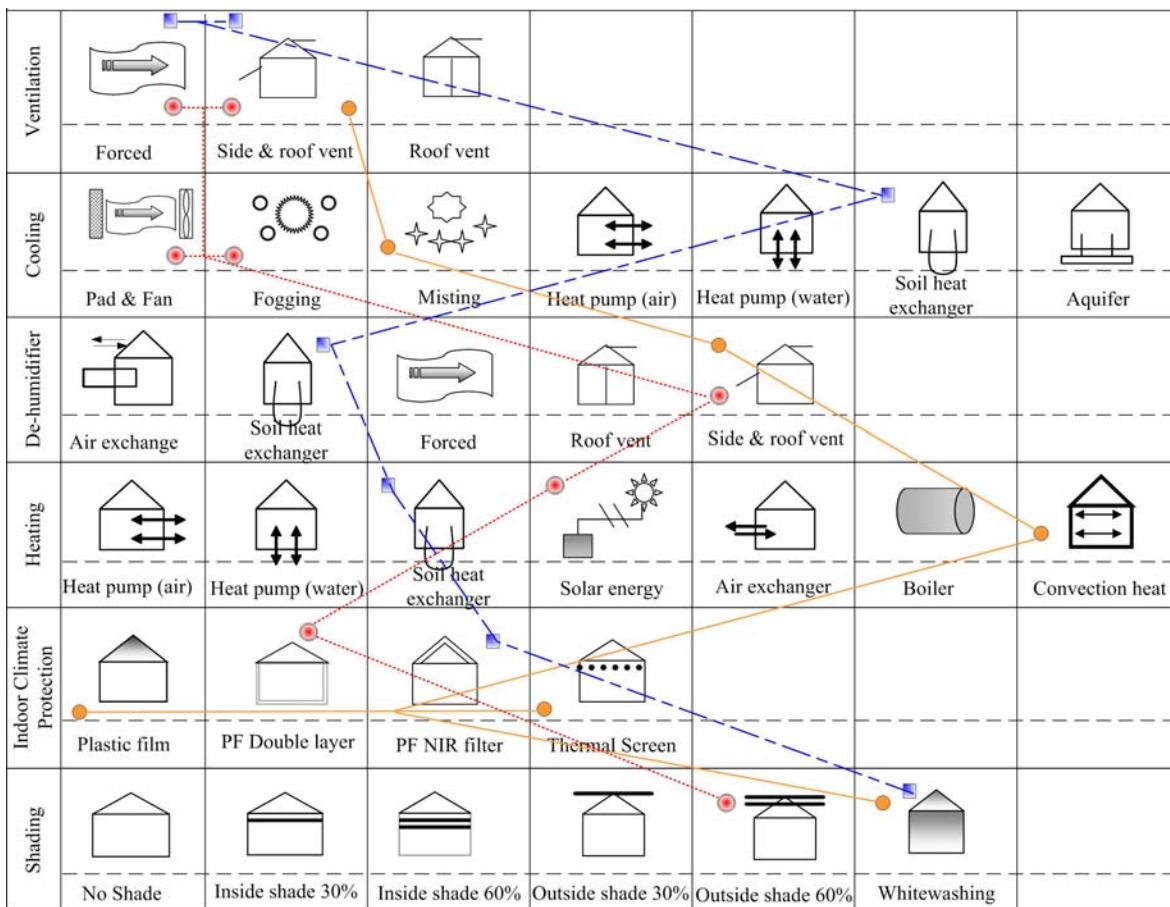 Ventilation
Forced
Side & roof vent
Roof vent
Cooling
Pad & Fan
Fogging
Misting
Heat pump (air)
Heat pump (water)
Soil heat
exchanger
Aquifer
De-humidifier
Air exchange
Soil heat
exchanger
Forced
Roof vent
Side & roof vent
Heating
Heat pump (air)
Heat pump (water)
Soil heat
exchanger
Solar energy
Air exchanger
Boiler
Convection heat
Indoor Climate
Protection
Plastic film
PF Double layer
PF NIR filter
Thermal Screen
Shading
No Shade
Inside shade 30%
Inside shade 60%
Outside shade 30%
Outside shade 60%
Whitewashing